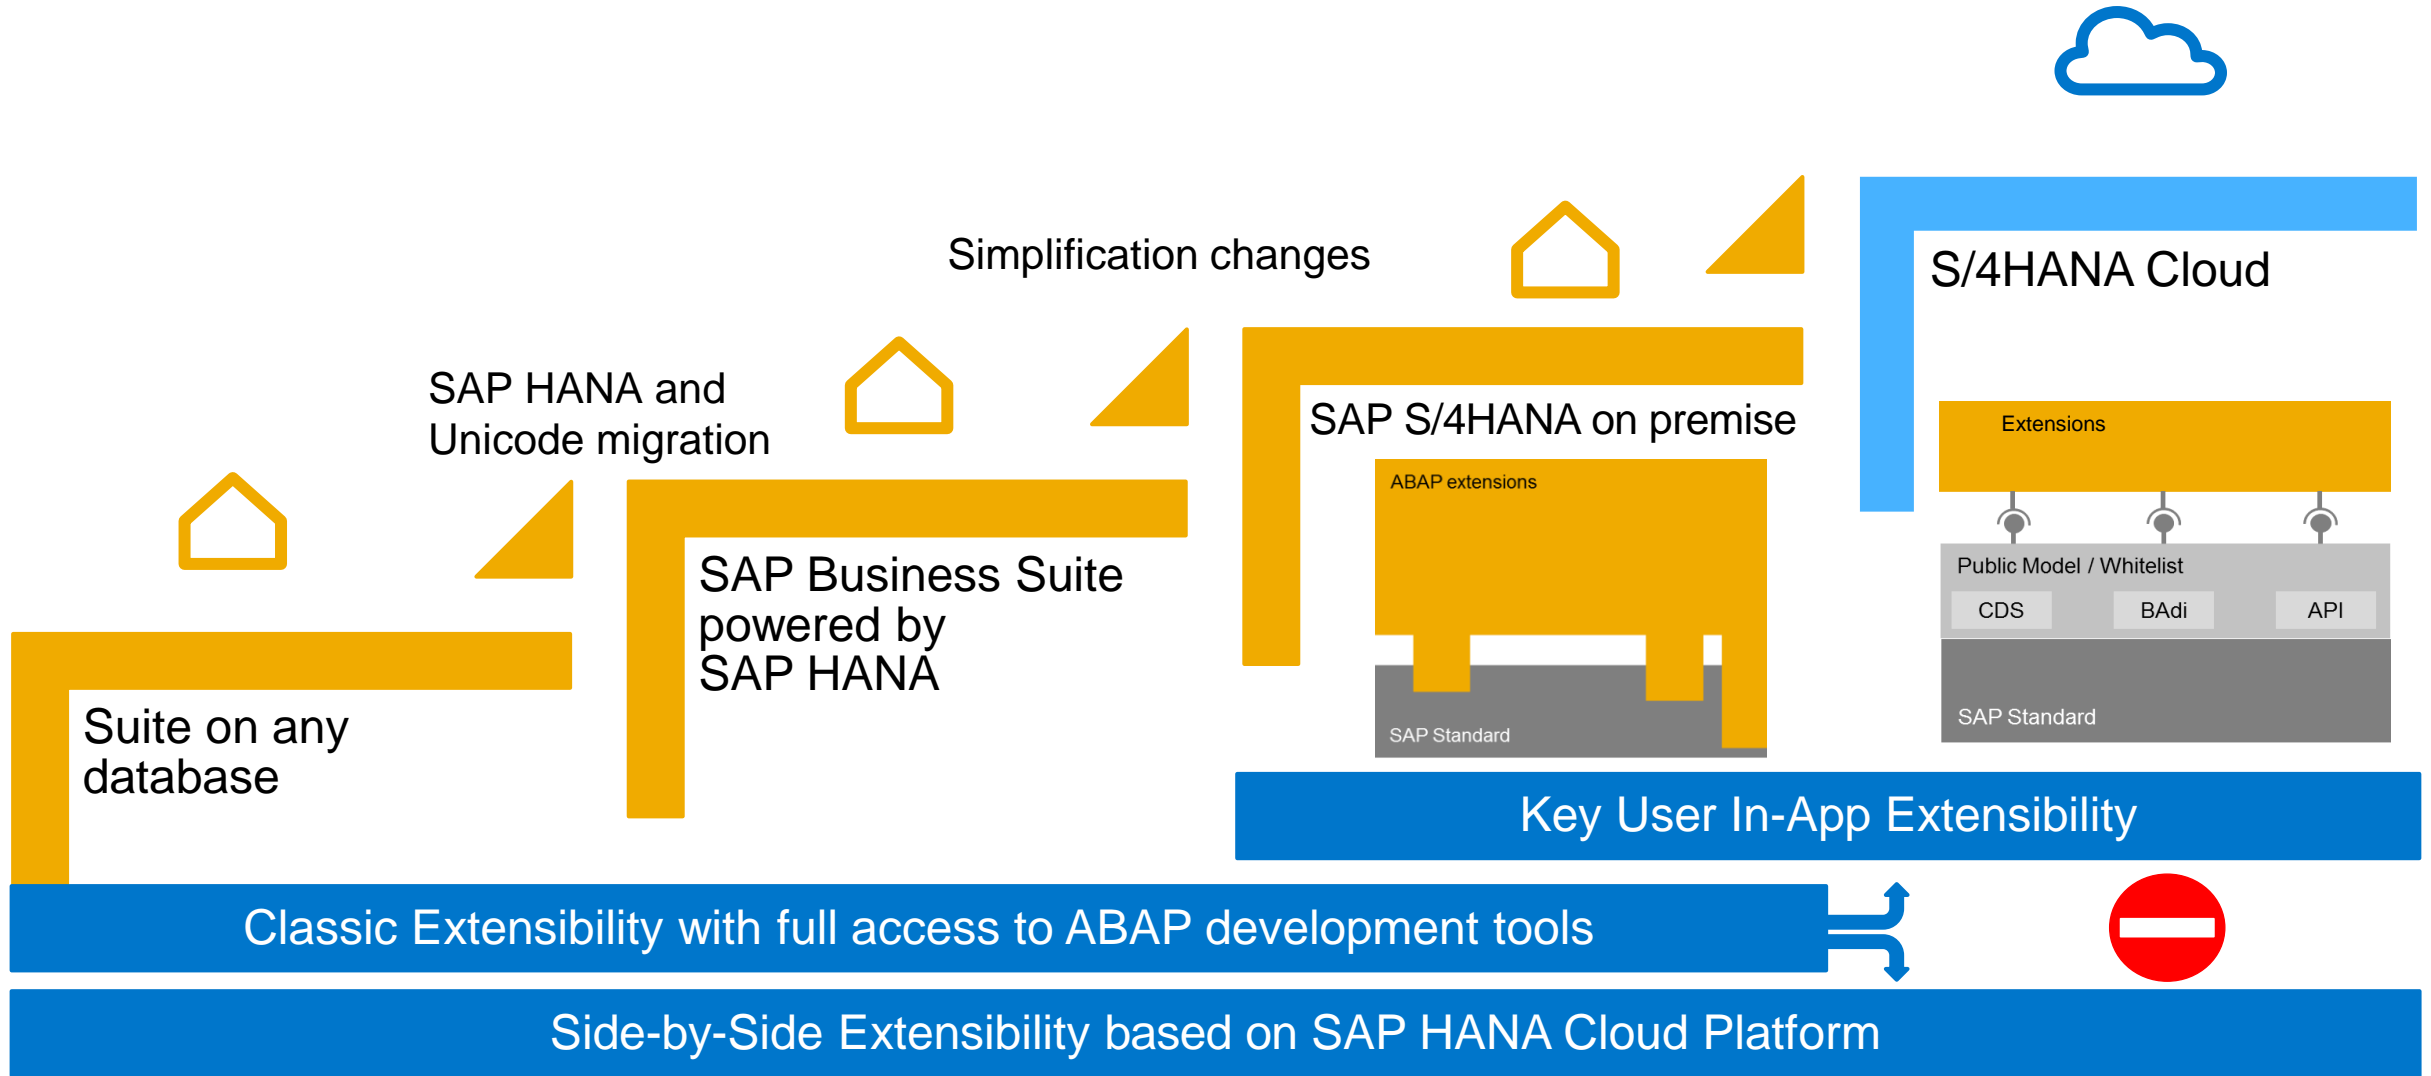 Simplification changes
S/4HANA Cloud
SAP HANA and
Unicode migration
SAP S/4HANA on premise
Extensions
ABAP extensions
SAP Business Suite
powered by
SAP HANA
Public Model / Whitelist
CDS
BAdi
API
Suite on any
database
SAP Standard
SAP Standard
Key User In-App Extensibility
Classic Extensibility with full access to ABAP development tools
Side-by-Side Extensibility based on SAP HANA Cloud Platform